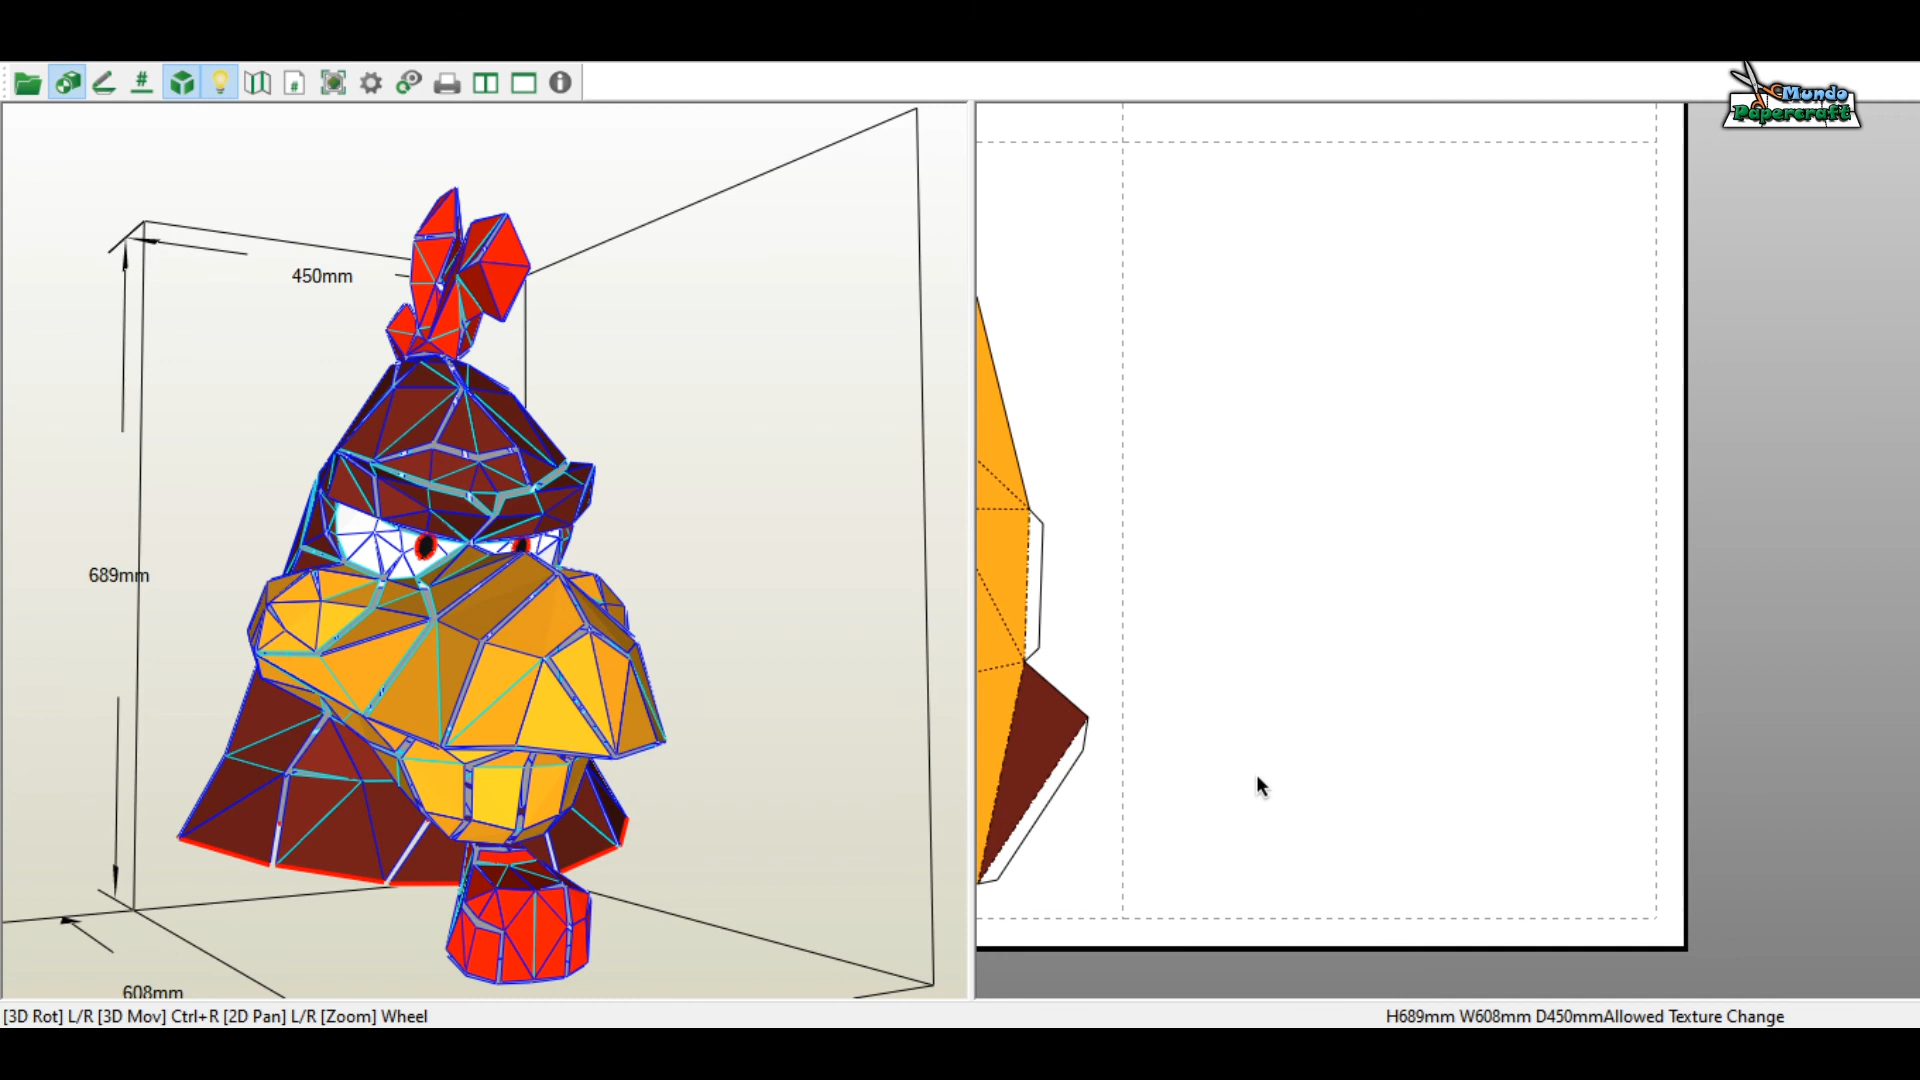 Mundo
Papercraft
450mm
689mm
608mm
[3D Rot] L/R [3D Mov] Ctrl+R [2D Pan] L/R [Zoom] Wheel
H689mm W608mm D450mmAllowed Texture Change